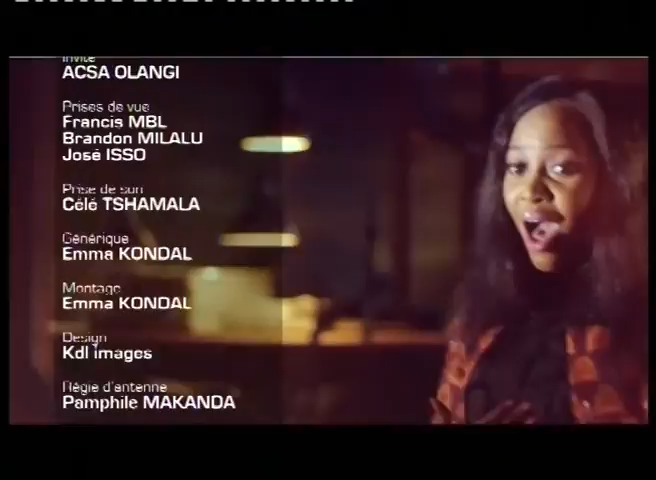 Invité
ACSA OLANGI
Prises de vue
Francis MBL
Brandon MILALU
José ISSO
Prise de son
Célé TSHAMALA
Générique
Emma KONDAL
Montage
Emma KONDAL
Design
Kdl images
Régie d'antenne
Pamphile MAKANDA